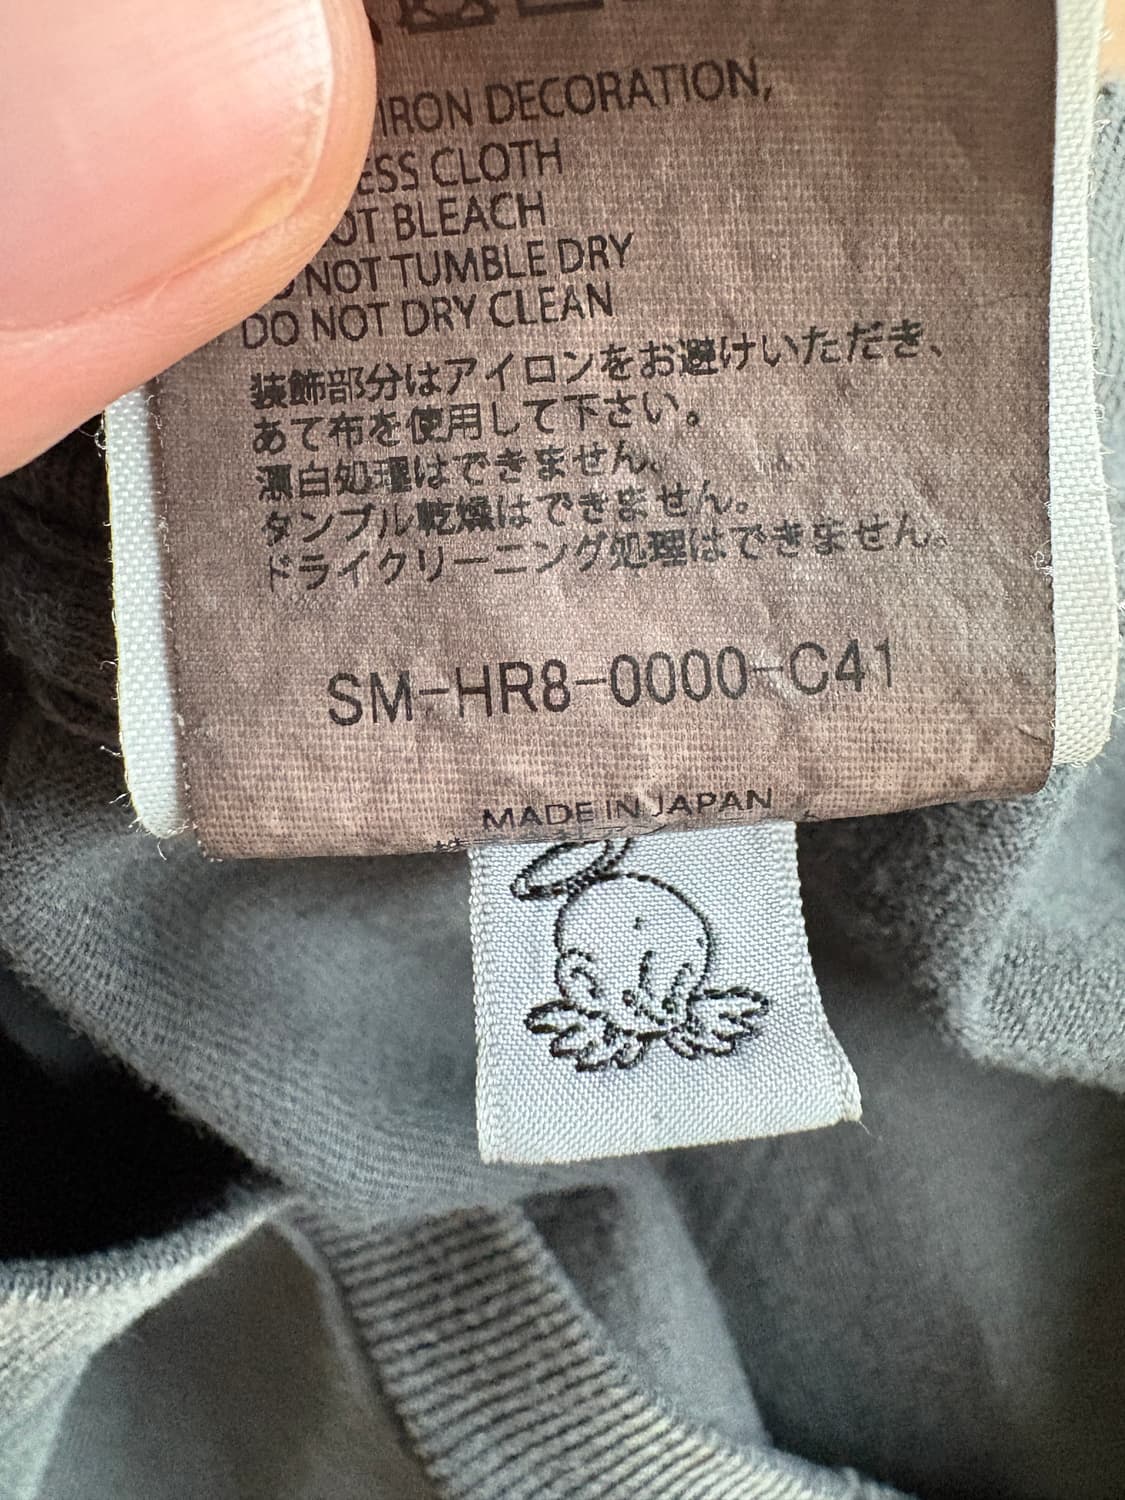 IRON DECORATION,
CLOTH
BLEACH
NOT TUMBLE DRY
DO NOT DRY CLEAN
装飾部分はアイロンをお避けいただき、
あて布を使用して下さい。
漂白処理はできません。
タンブル乾燥はできません。
ドライクリーニング処理はできません。
SM-HR8-0000-C41
MADE IN JAPAN